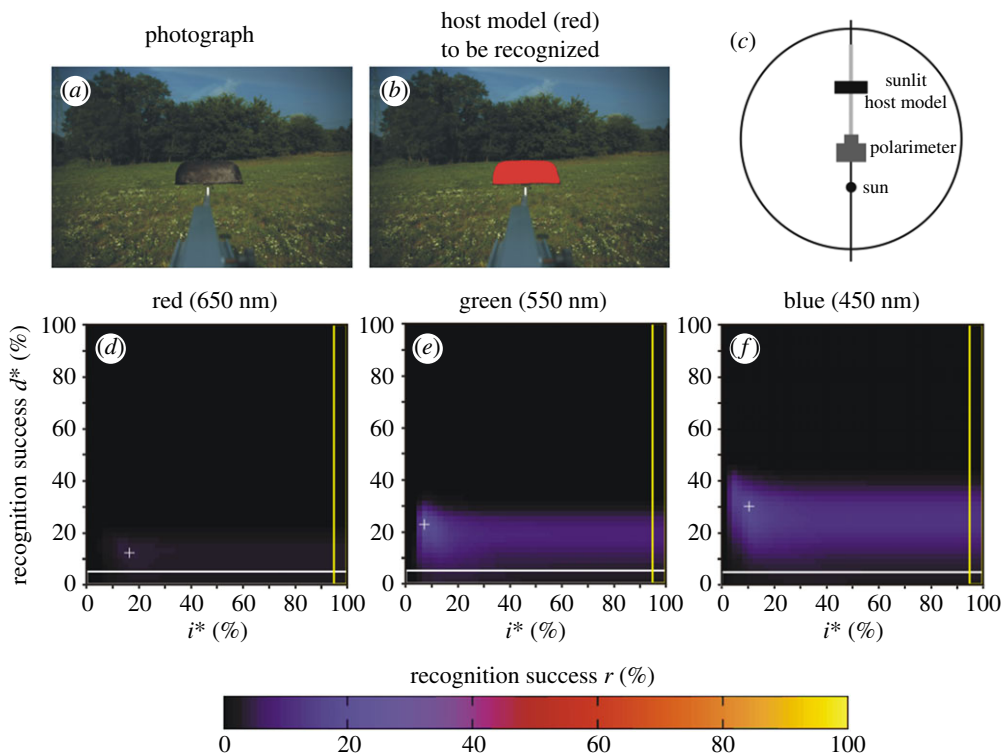 photograph
host model (red)
to be recognized
(c)
(a)
(b)
sunlit
host model
polarimeter
sun
red (650 nm)
green (550 nm)
blue (450 nm)
recognition success d* (%)
100
80
60
40
20
0
(d)
0 20 40 60 80 100
i* (%)
100
80
60
40
20
0
(e)
0 20 40 60 80 100
i* (%)
100
80
60
40
20
0
(f)
0 20 40 60 80 100
i* (%)
recognition success r (%)
0 20 40 60 80 100